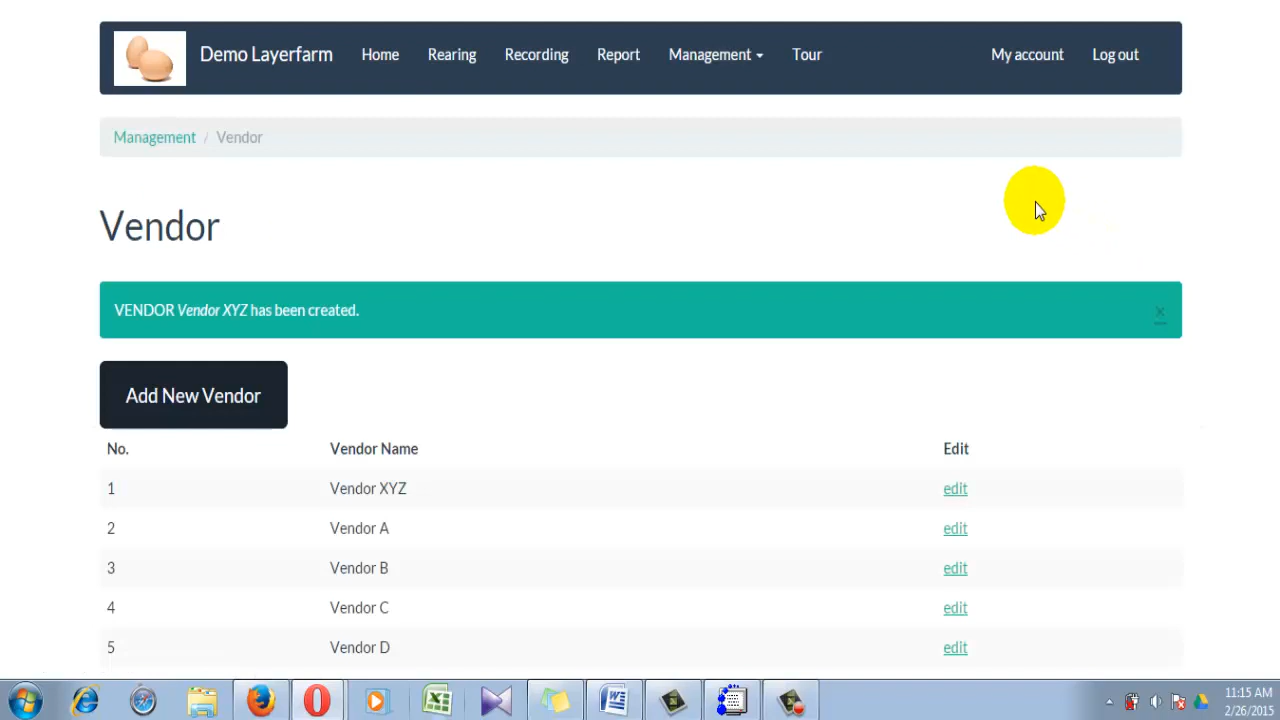 Demo Layerfarm Home Rearing Recording Report Management Tour My account Log out
Management / Vendor
Vendor
VENDOR Vendor XYZ has been created.
x
Add New Vendor
No. Vendor Name Edit
1 Vendor XYZ edit
2 Vendor A edit
3 Vendor B edit
4 Vendor C edit
5 Vendor D edit
11:15 AM
2/26/2015